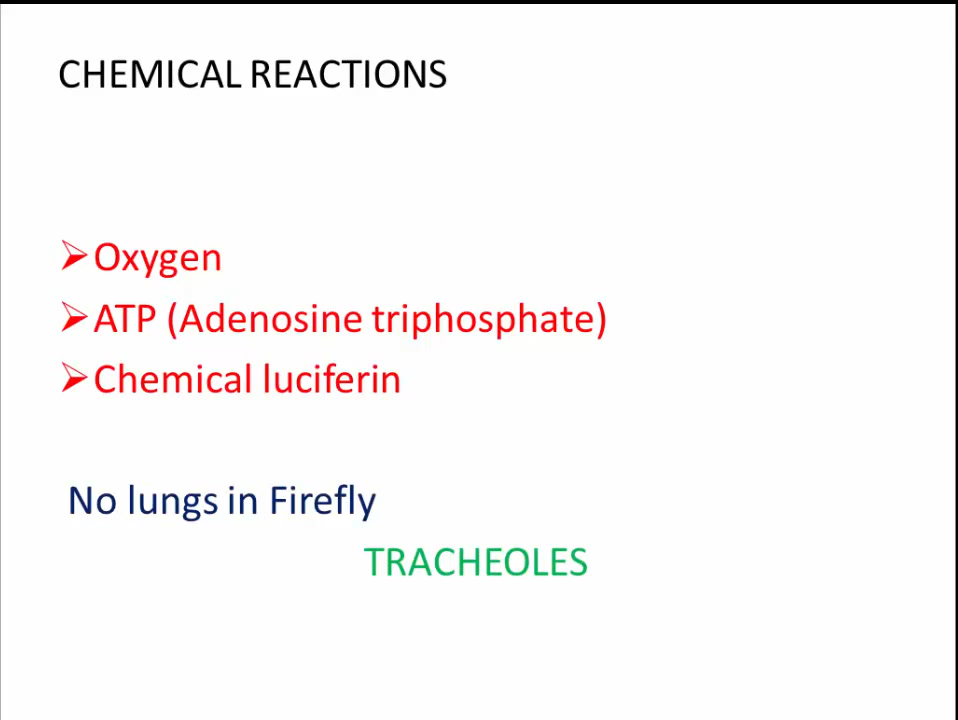 CHEMICAL REACTIONS
➢Oxygen
➢ATP (Adenosine triphosphate)
➢Chemical luciferin
No lungs in Firefly
TRACHEOLES